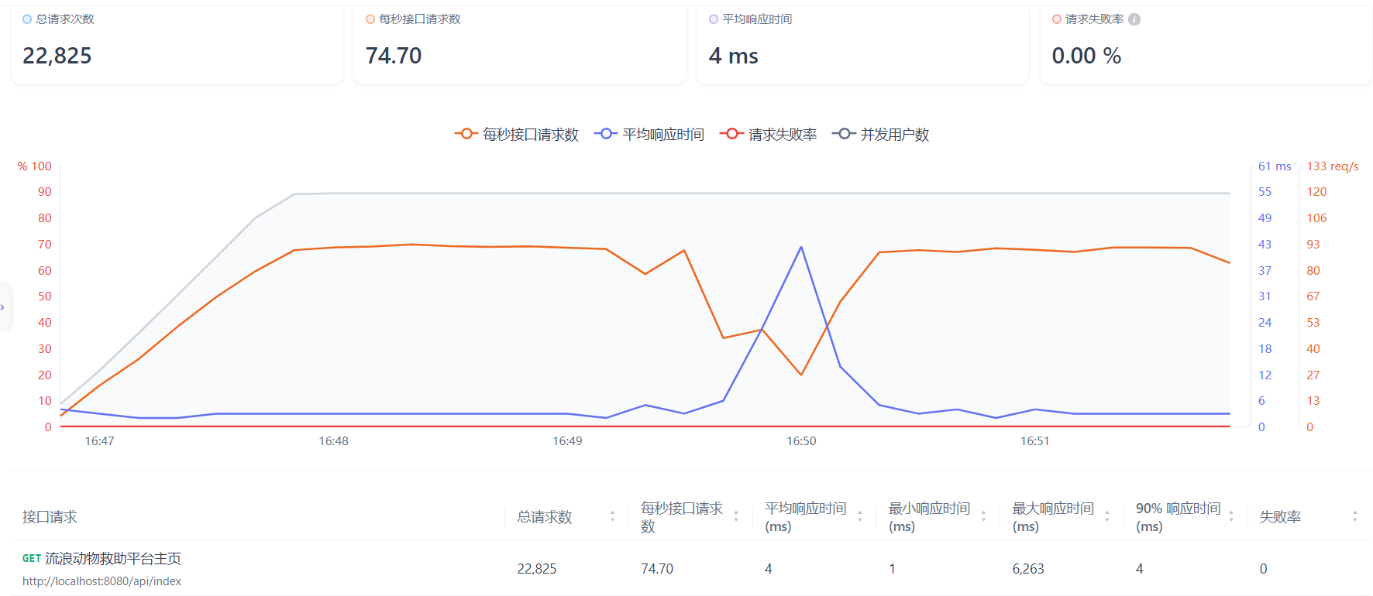 总请求次数
22,825
每秒接口请求数
74.70
平均响应时间
4 ms
请求失败率 i
0.00 %
每秒接口请求数 平均响应时间 请求失败率 并发用户数
% 100 61 ms 133 req/s
90 55 120
80 49 106
70 43 93
60 37 80
50 31 67
40 24 53
30 18 40
20 12 27
10 6 13
0 0 0
16:47 16:48 16:49 16:50 16:51
接口请求 总请求数 每秒接口请求 平均响应时间 最小响应时间 最大响应时间 90% 响应时间 失败率
数 (ms) (ms) (ms) (ms)
GET 流浪动物救助平台主页
http://localhost:8080/api/index
22,825 74.70 4 1 6,263 4 0